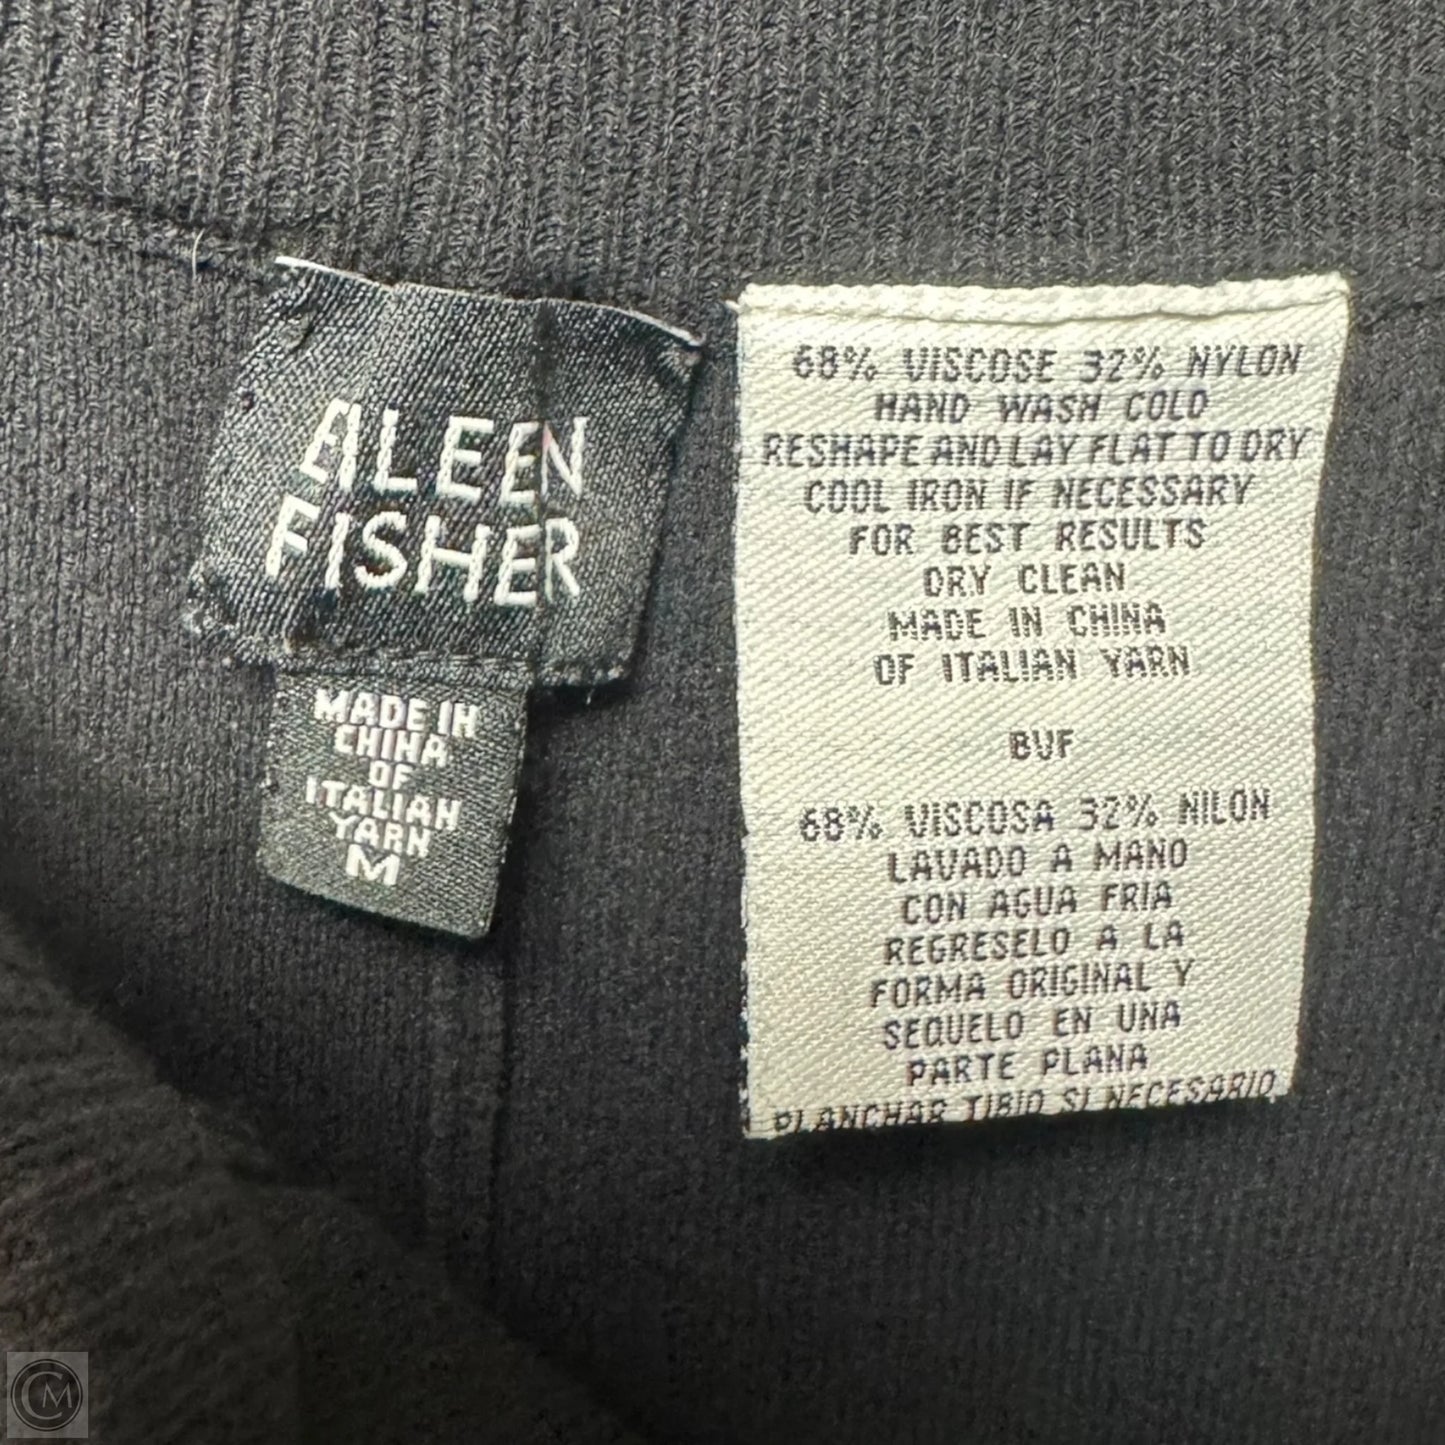 EILEEN
FISHER
MADE IN
CHINA
OF
ITALIAN
YARN
M
68% VISCOSE 32% NYLON
HAND WASH COLD
RESHAPE AND LAY FLAT TO DRY
COOL IRON IF NECESSARY
FOR BEST RESULTS
DRY CLEAN
MADE IN CHINA
OF ITALIAN YARN
BUF
68% VISCOSA 32% NILON
LAVADO A MANO
CON AGUA FRIA
REGRESELO A LA
FORMA ORIGINAL Y
SEQUELO EN UNA
PARTE PLANA
PLANCHAR TIBIO SI NECESARIO
CM